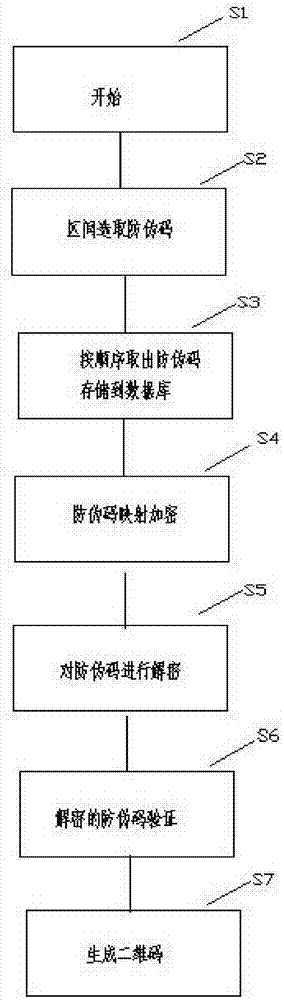 S1
开始
S2
区间选取防伪码
S3
按顺序取出防伪码
存储到数据库
S4
防伪码映射加密
S5
对防伪码进行解密
S6
解密的防伪码验证
S7
生成二维码